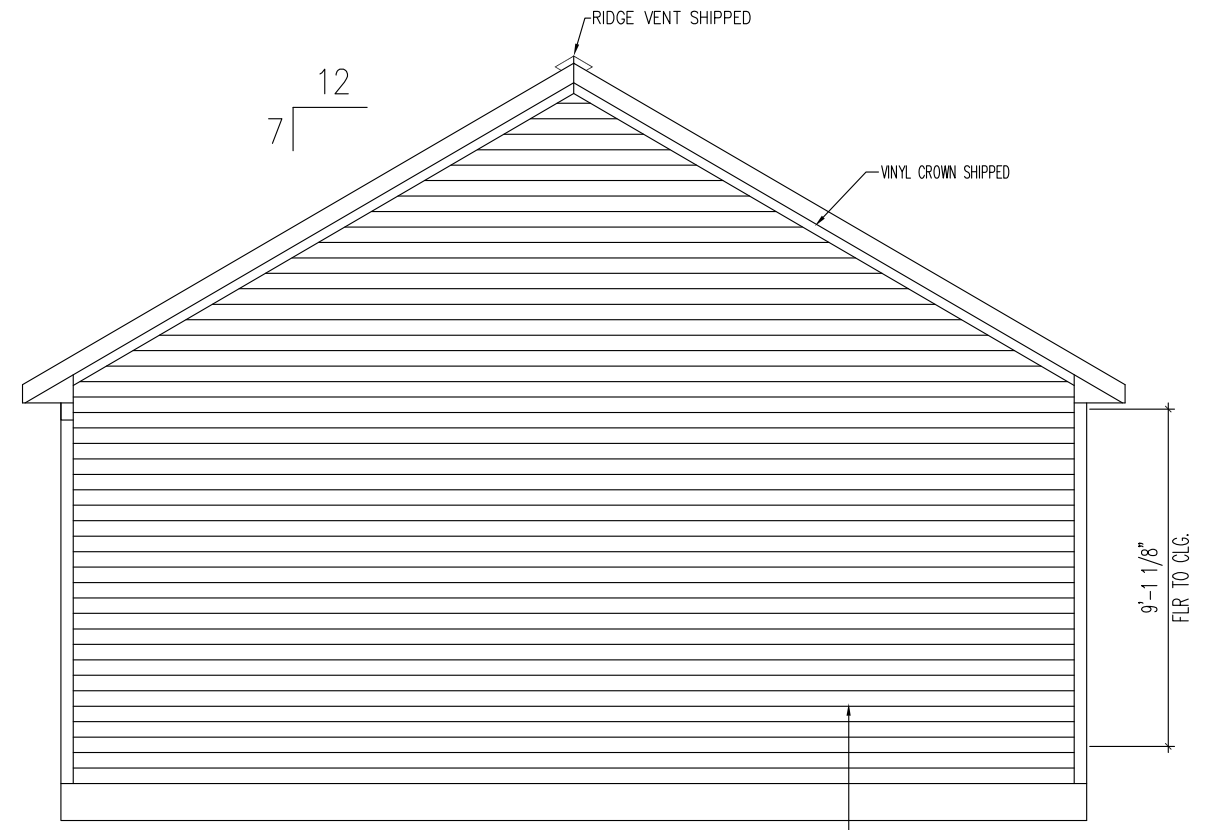 RIDGE VENT SHIPPED
12
7
VINYL CROWN SHIPPED
9'-1 1/8"
FLR TO CLG.